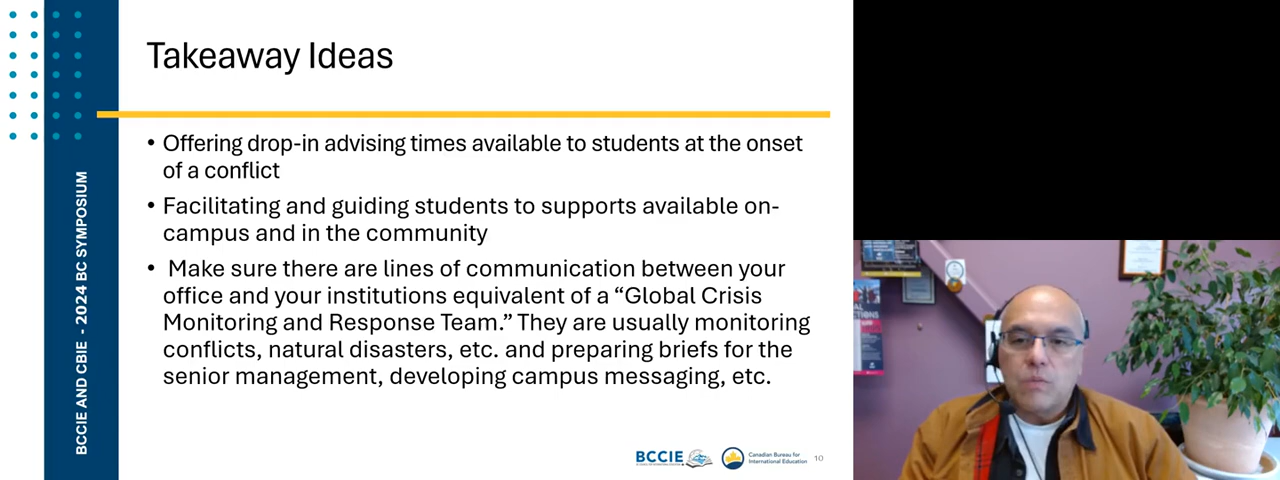 Takeaway Ideas
• Offering drop-in advising times available to students at the onset
of a conflict
• Facilitating and guiding students to supports available on-
campus and in the community
• Make sure there are lines of communication between your
office and your institutions equivalent of a “Global Crisis
Monitoring and Response Team.” They are usually monitoring
conflicts, natural disasters, etc. and preparing briefs for the
senior management, developing campus messaging, etc.
BCCIE AND CBIE - 2024 BC SYMPOSIUM
BCCIE
Canadian Bureau for
International Education
10